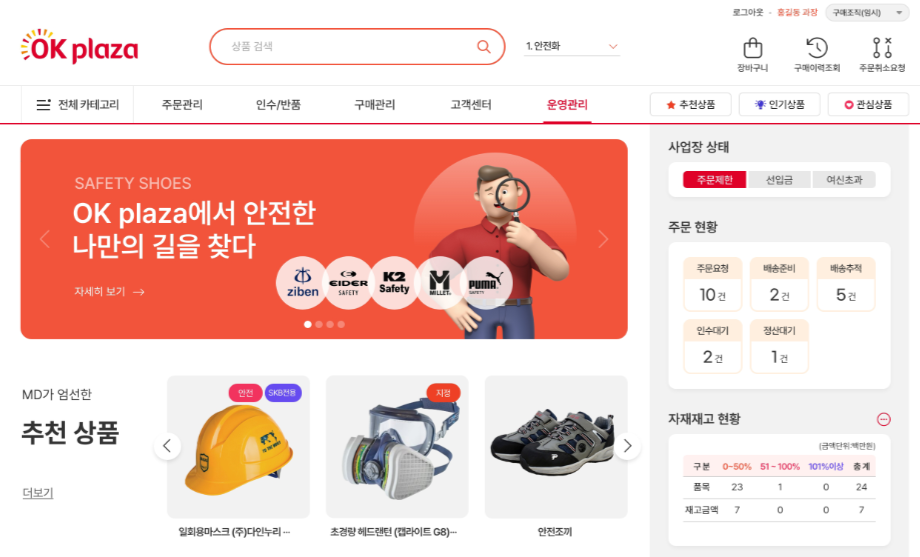 로그아웃 - 홍길동 과장 구매조직(임시)
OK plaza
상품 검색
1. 안전화
장바구니 구매이력조회 주문취소요청
전체 카테고리 주문관리 인수/반품 구매관리 고객센터 운영관리
추천상품 인기상품 관심상품
SAFETY SHOES
OK plaza에서 안전한
나만의 길을 찾다
자세히 보기
ziben
EIDER
SAFETY
K2
Safety
MILLET
PUMA
SAFETY
사업장 상태
주문제한 선입금 여신초과
주문 현황
주문요청 배송준비 배송추적
10 건 2 건 5 건
인수대기 정산대기
2 건 1 건
MD가 엄선한
추천 상품
더보기
안전 SKB전용
지정
일회용마스크 (주)다인누리 ···
초경량 헤드랜턴 (캡라이트 G8)···
안전조끼
자재재고 현황
(금액단위:백만원)
구분 0~50% 51 ~ 100% 101%이상 총계
품목 23 1 0 24
재고금액 7 0 0 7